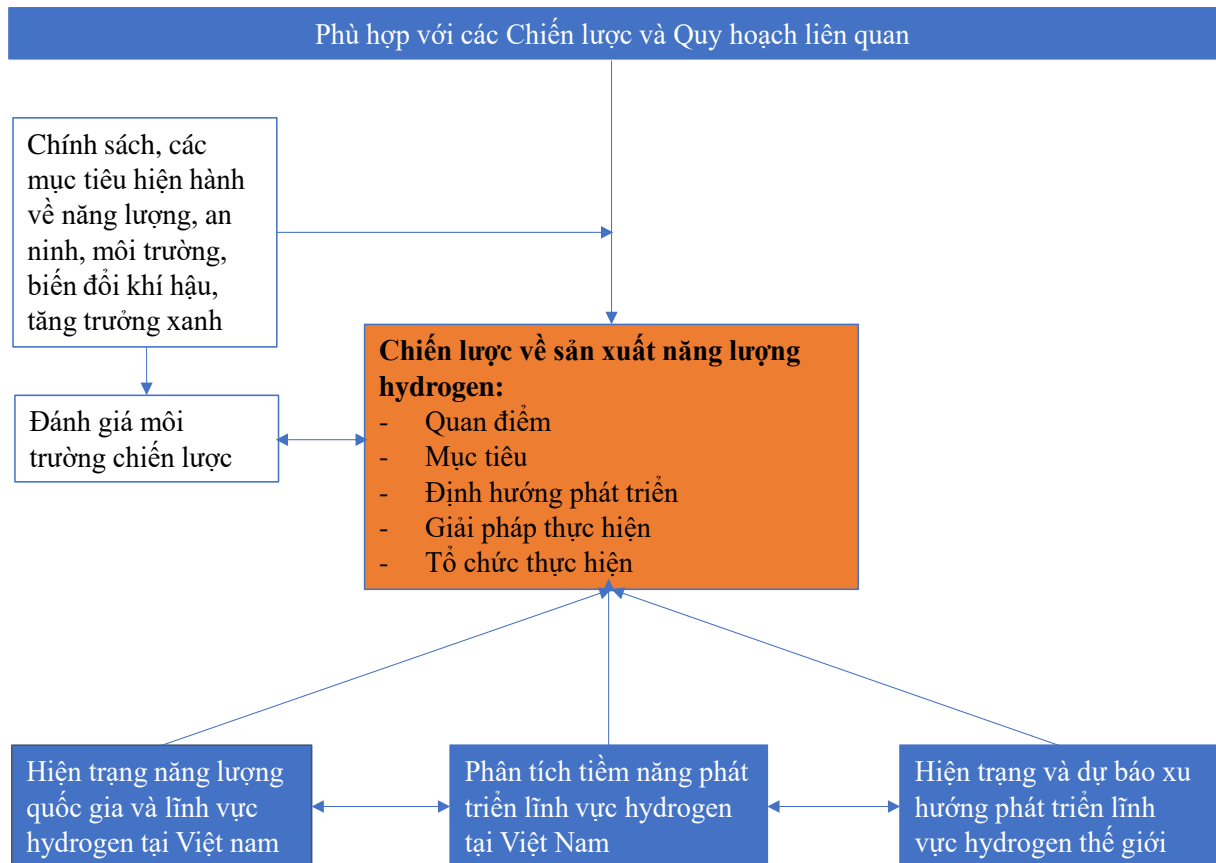 Phù hợp với các Chiến lược và Quy hoạch liên quan
Chính sách, các
mục tiêu hiện hành
về năng lượng, an
ninh, môi trường,
biến đổi khí hậu,
tăng trưởng xanh
Đánh giá môi
trường chiến lược
Chiến lược về sản xuất năng lượng
hydrogen:
- Quan điểm
- Mục tiêu
- Định hướng phát triển
- Giải pháp thực hiện
- Tổ chức thực hiện
Hiện trạng năng lượng
quốc gia và lĩnh vực
hydrogen tại Việt nam
Phân tích tiềm năng phát
triển lĩnh vực hydrogen
tại Việt Nam
Hiện trạng và dự báo xu
hướng phát triển lĩnh
vực hydrogen thế giới